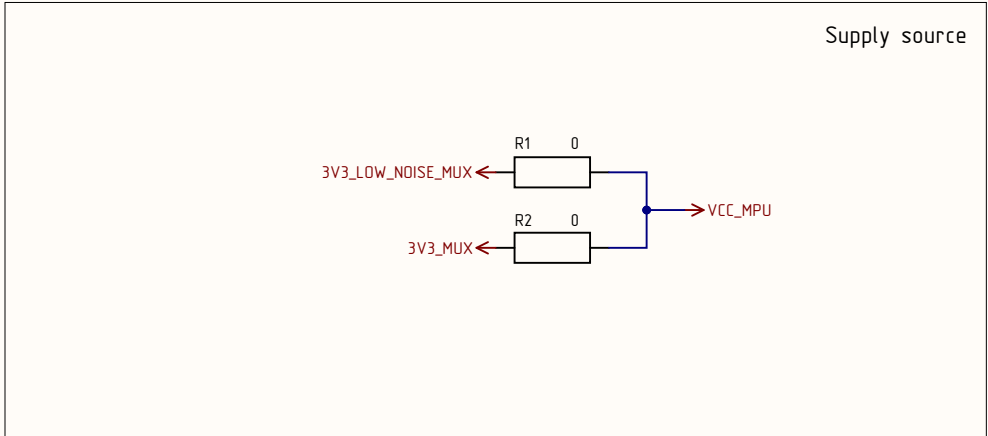 Supply source
R1 0
3V3_LOW_NOISE_MUX
VCC_MPU
R2 0
3V3_MUX